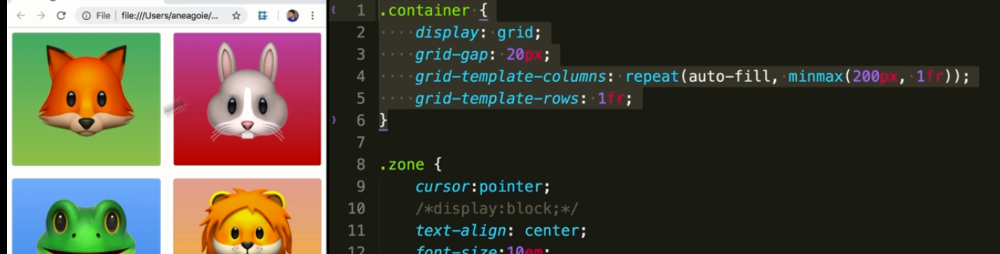 File | file:///Users/aneagoie/...
1 .container {
2 display: grid;
3 grid-gap: 20px;
4 grid-template-columns: repeat(auto-fill, minmax(200px, 1fr));
5 grid-template-rows: 1fr;
6 }
7
8 .zone {
9 cursor:pointer;
10 /*display:block;*/
11 text-align: center;
12 font-size:10em;